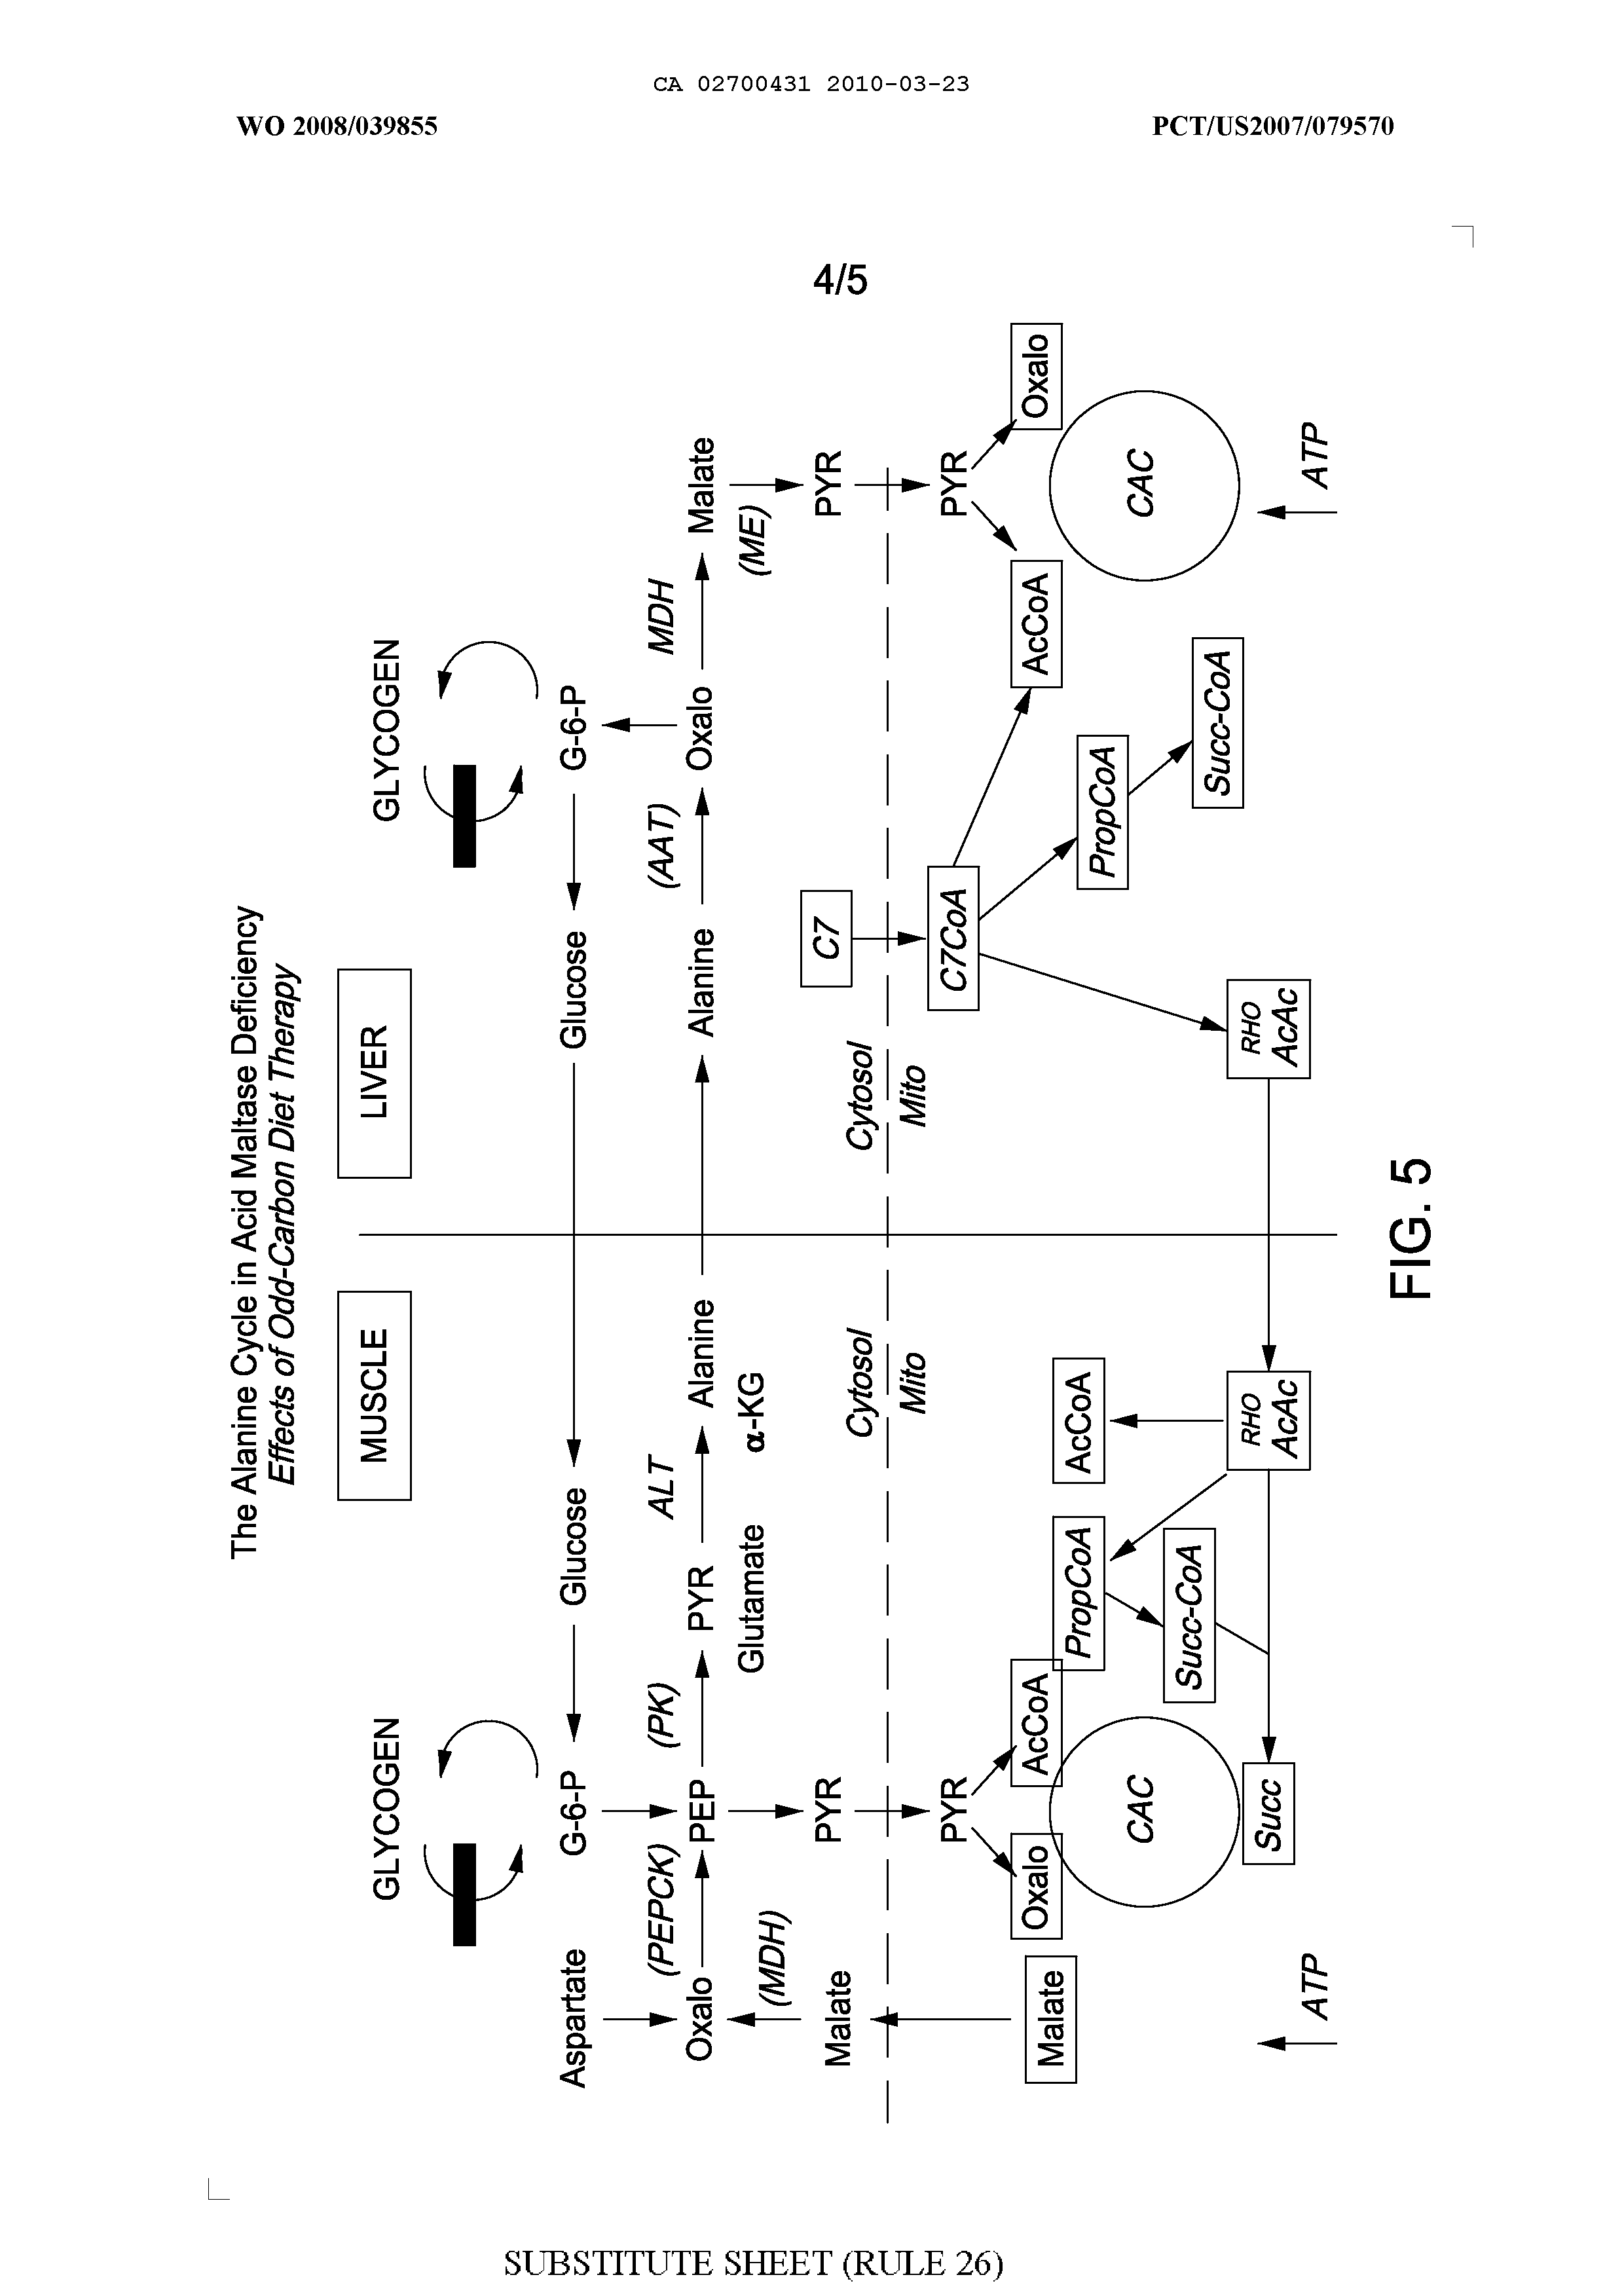 CA 02700431 2010-03-23
WO 2008/039855
PCT/US2007/079570
4/5
The Alanine Cycle in Acid Maltase Deficiency
Effects of Odd-Carbon Diet Therapy
MUSCLE
LIVER
GLYCOGEN
GLYCOGEN
Aspartate
G-6-P
Glucose
Glucose
G-6-P
(PEPCK)
(PK)
ALT
(AAT)
MDH
Oxalo
PEP
PYR
Alanine
Alanine
Oxalo
Malate
(MDH)
Glutamate
α-KG
(ME)
Malate
PYR
C7
PYR
Cytosol
Cytosol
Mito
Mito
PYR
C7CoA
PYR
Malate
Oxalo
AcCoA
PropCoA
AcCoA
AcCoA
Oxalo
PropCoA
CAC
Succ-CoA
Succ-CoA
CAC
Succ
RHO
AcAc
RHO
AcAc
ATP
ATP
FIG. 5
SUBSTITUTE SHEET (RULE 26)